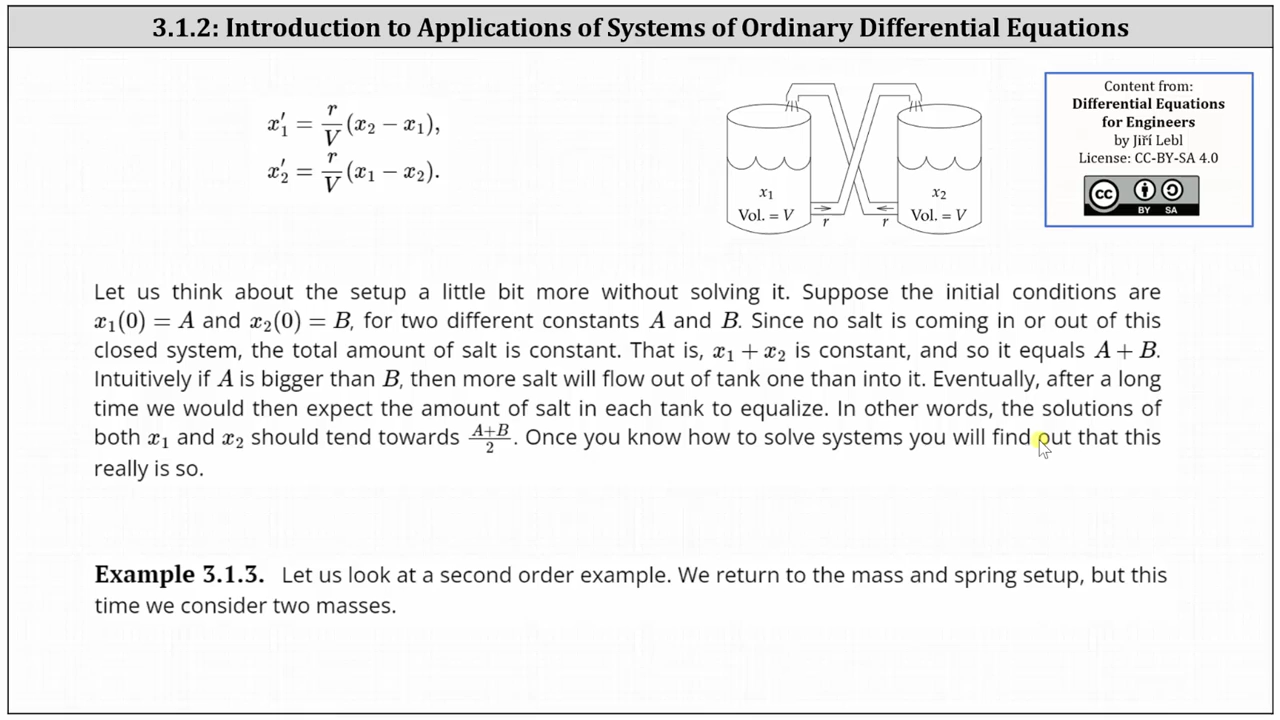 3.1.2: Introduction to Applications of Systems of Ordinary Differential Equations
x₁′ = r/V (x₂ − x₁),
x₂′ = r/V (x₁ − x₂).
x₁
Vol. = V
r
x₂
Vol. = V
r
Content from:
Differential Equations
for Engineers
by Jiří Lebl
License: CC-BY-SA 4.0
cc
BY SA
Let us think about the setup a little bit more without solving it. Suppose the initial conditions are
x₁(0) = A and x₂(0) = B, for two different constants A and B. Since no salt is coming in or out of this
closed system, the total amount of salt is constant. That is, x₁ + x₂ is constant, and so it equals A + B.
Intuitively if A is bigger than B, then more salt will flow out of tank one than into it. Eventually, after a long
time we would then expect the amount of salt in each tank to equalize. In other words, the solutions of
both x₁ and x₂ should tend towards (A+B)/2. Once you know how to solve systems you will find out that this
really is so.
Example 3.1.3. Let us look at a second order example. We return to the mass and spring setup, but this
time we consider two masses.